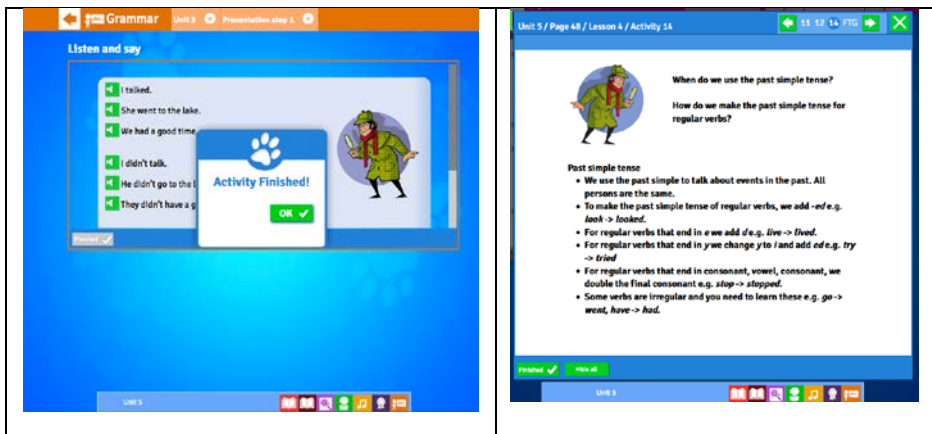 Grammar
Unit 5
Presentation step 1
Listen and say
I talked.
She went to the lake.
We had a good time.
I didn't talk.
He didn't go to the l
They didn't have a g
Activity Finished!
OK
Finished
Unit 5
Unit 5 / Page 48 / Lesson 4 / Activity 14
11 12 14 FTG
When do we use the past simple tense?
How do we make the past simple tense for
regular verbs?
Past simple tense
• We use the past simple to talk about events in the past. All
persons are the same.
• To make the past simple tense of regular verbs, we add -ed e.g.
look -> looked.
• For regular verbs that end in e we add d e.g. live -> lived.
• For regular verbs that end in y we change y to i and add ed e.g. try
-> tried
• For regular verbs that end in consonant, vowel, consonant, we
double the final consonant e.g. stop -> stopped.
• Some verbs are irregular and you need to learn these e.g. go ->
went, have -> had.
Finished
Hide all
Unit 5